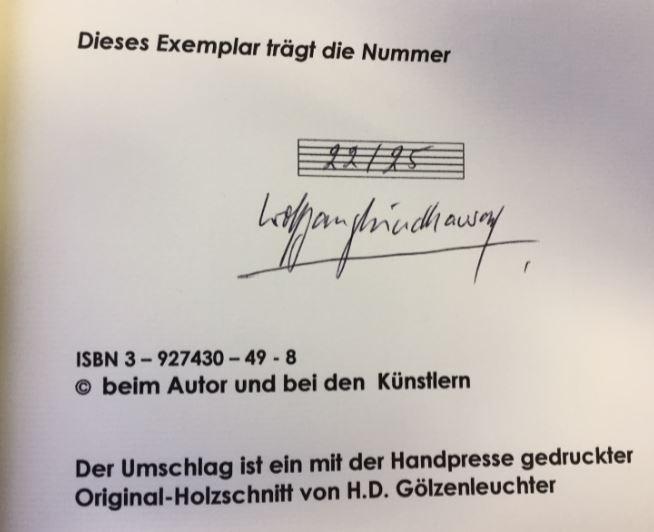 Dieses Exemplar trägt die Nummer
22/25
ISBN 3 – 927430 – 49 - 8
© beim Autor und bei den Künstlern
Der Umschlag ist ein mit der Handpresse gedruckter
Original-Holzschnitt von H.D. Gölzenleuchter